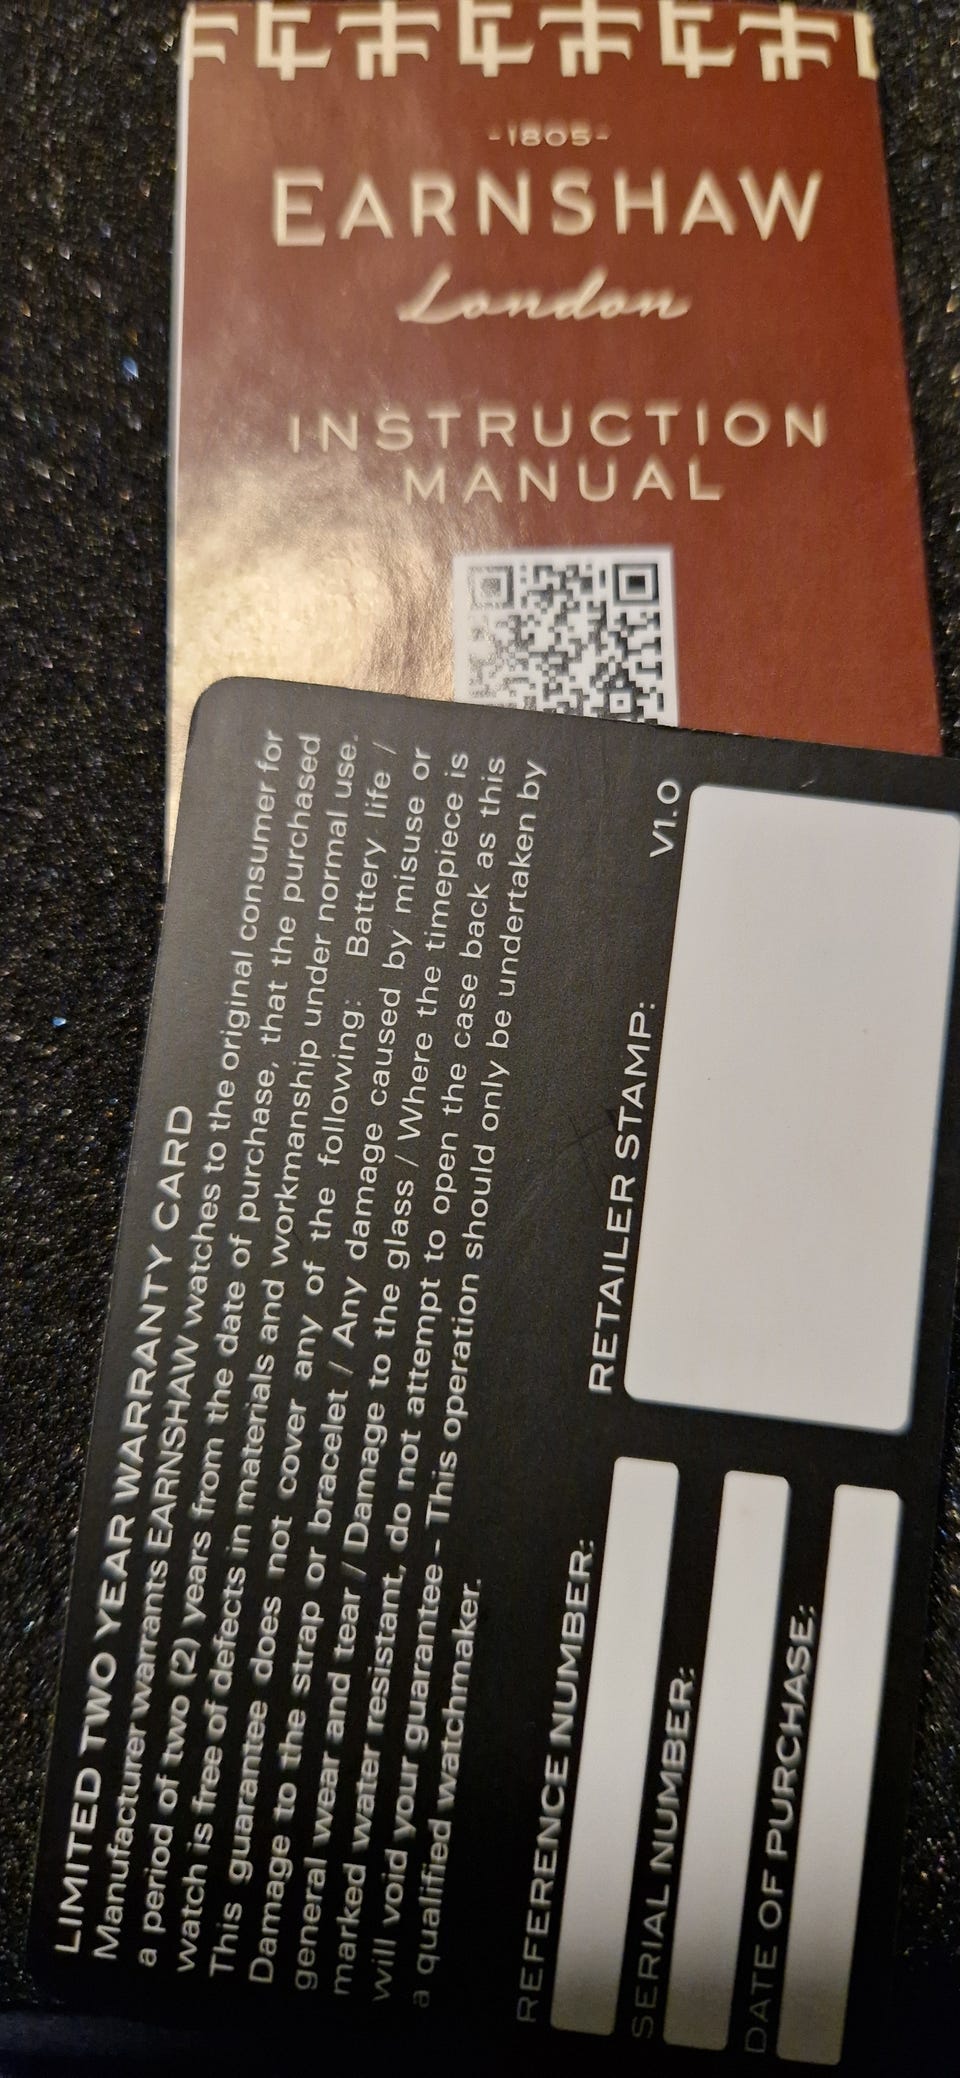 -1805-
EARNSHAW
London
INSTRUCTION
MANUAL
LIMITED TWO YEAR WARRANTY CARD
Manufacturer warrants EARNSHAW watches to the original consumer for
a period of two (2) years from the date of purchase, that the purchased
watch is free of defects in materials and workmanship under normal use.
This guarantee does not cover any of the following: Battery life /
Damage to the strap or bracelet / Any damage caused by misuse or
general wear and tear / Damage to the glass / Where the timepiece is
marked water resistant, do not attempt to open the case back as this
will void your guarantee - This operation should only be undertaken by
a qualified watchmaker.
V1.0
REFERENCE NUMBER:
RETAILER STAMP:
SERIAL NUMBER:
DATE OF PURCHASE: